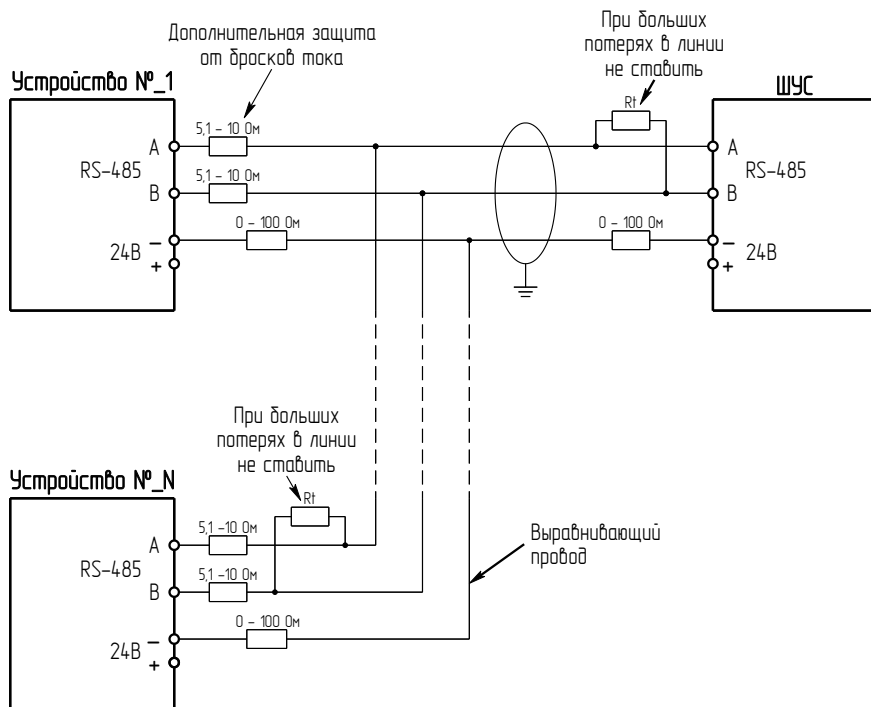 Дополнительная защита
от бросков тока
При больших
потерях в линии
не ставить
Устройство №_1
ШУС
Rt
5,1 – 10 Ом
A
A
RS-485
RS-485
5,1 – 10 Ом
B
B
0 – 100 Ом
0 – 100 Ом
–
–
24В
24В
+
+
При больших
потерях в линии
не ставить
Устройство №_N
Rt
5,1 –10 Ом
A
RS-485
5,1 –10 Ом
B
Выравнивающий
провод
0 – 100 Ом
–
24В
+